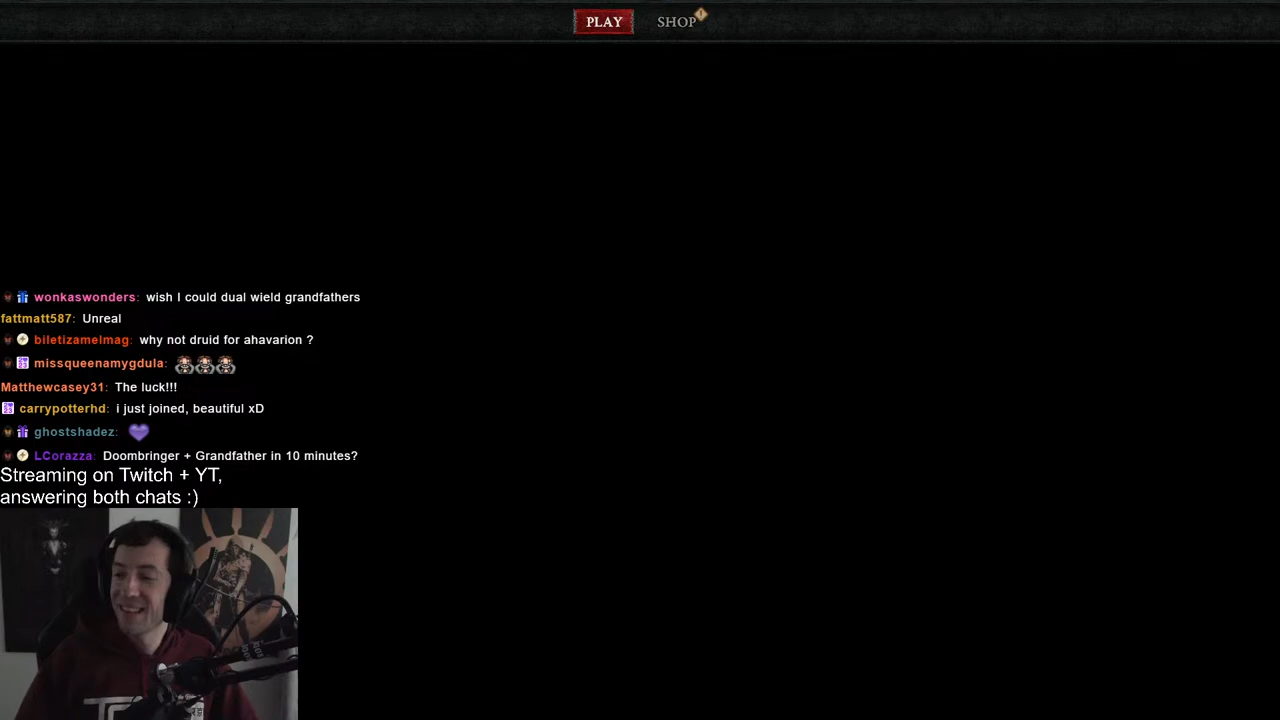 PLAY
SHOP
wonkaswonders: wish I could dual wield grandfathers
fattmatt587: Unreal
biletizamelmag: why not druid for ahavarion ?
missqueenamygdula:
Matthewcasey31: The luck!!!
carrypotterhd: i just joined, beautiful xD
ghostshadez:
LCorazza: Doombringer + Grandfather in 10 minutes?
Streaming on Twitch + YT,
answering both chats :)